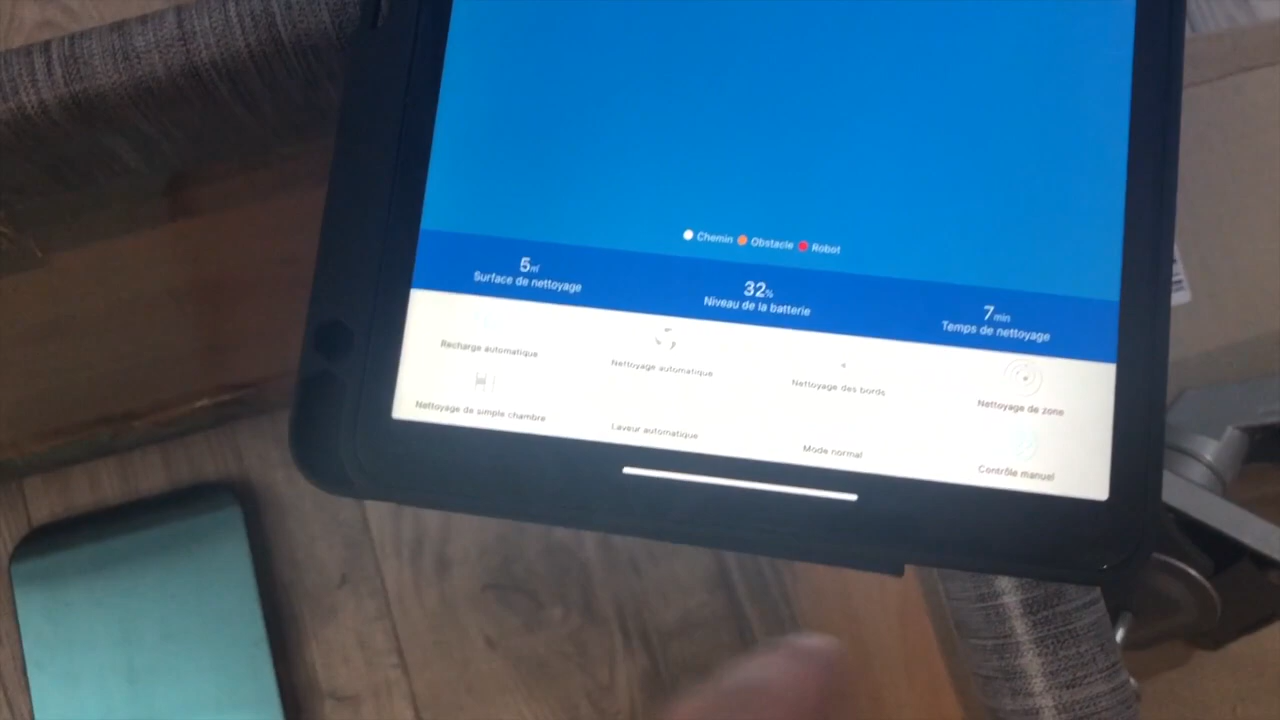 Chemin Obstacle Robot
5㎡ 32% 7min
Surface de nettoyage Niveau de la batterie Temps de nettoyage
Recharge automatique Nettoyage automatique Nettoyage des bords Nettoyage de zone
Nettoyage de simple chambre Laveur automatique Mode normal Contrôle manuel